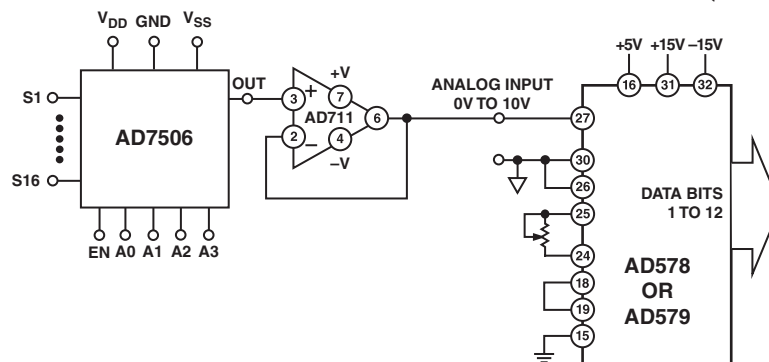 VDD GND VSS
+5V +15V –15V
16 31 32
S1
S16
AD7506
OUT
3 + 7 +V
AD711
2 – 4 –V
6
ANALOG INPUT
0V TO 10V
27
30
26
25
24
18
19
15
DATA BITS
1 TO 12
AD578
OR
AD579
EN A0 A1 A2 A3